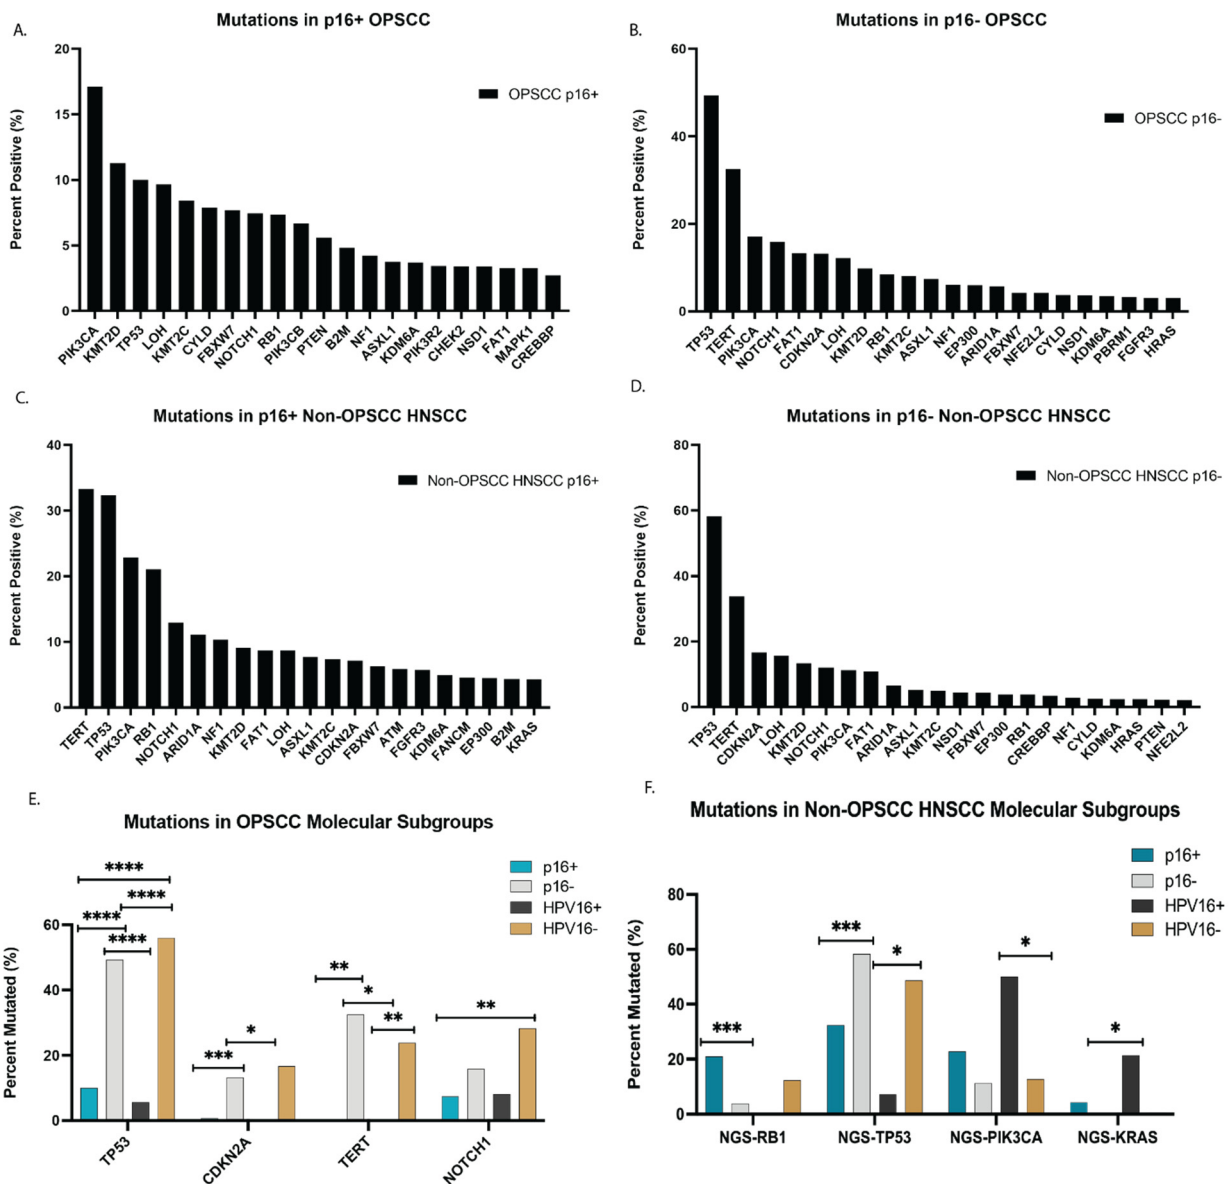 A.
Mutations in p16+ OPSCC
Percent Positive (%)
20
15
10
5
0
OPSCC p16+
PIK3CA
KMT2D
TP53
LOH
KMT2C
CYLD
FBXW7
NOTCH1
RB1
PIK3CB
PTEN
B2M
NF1
ASXL1
KDM6A
PIK3R2
CHEK2
NSD1
FAT1
MAPK1
CREBBP
B.
Mutations in p16- OPSCC
Percent Positive (%)
60
40
20
0
OPSCC p16-
TP53
TERT
PIK3CA
NOTCH1
FAT1
CDKN2A
LOH
KMT2D
RB1
KMT2C
ASXL1
NF1
EP300
ARID1A
FBXW7
NFE2L2
CYLD
NSD1
KDM6A
PBRM1
FGFR3
HRAS
C.
Mutations in p16+ Non-OPSCC HNSCC
Percent Positive (%)
40
30
20
10
0
Non-OPSCC HNSCC p16+
TERT
TP53
PIK3CA
RB1
NOTCH1
ARID1A
NF1
KMT2D
FAT1
LOH
ASXL1
KMT2C
CDKN2A
FBXW7
ATM
FGFR3
KDM6A
FANCM
EP300
B2M
KRAS
D.
Mutations in p16- Non-OPSCC HNSCC
Percent Positive (%)
80
60
40
20
0
Non-OPSCC HNSCC p16-
TP53
TERT
CDKN2A
LOH
KMT2D
NOTCH1
PIK3CA
FAT1
ARID1A
ASXL1
KMT2C
NSD1
FBXW7
EP300
RB1
CREBBP
NF1
CYLD
KDM6A
HRAS
PTEN
NFE2L2
E.
Mutations in OPSCC Molecular Subgroups
Percent Mutated (%)
60
40
20
0
p16+
p16-
HPV16+
HPV16-
****
****
****
****
***
*
**
*
**
**
TP53
CDKN2A
TERT
NOTCH1
F.
Mutations in Non-OPSCC HNSCC Molecular Subgroups
Percent Mutated (%)
80
60
40
20
0
p16+
p16-
HPV16+
HPV16-
***
***
*
*
*
NGS-RB1
NGS-TP53
NGS-PIK3CA
NGS-KRAS